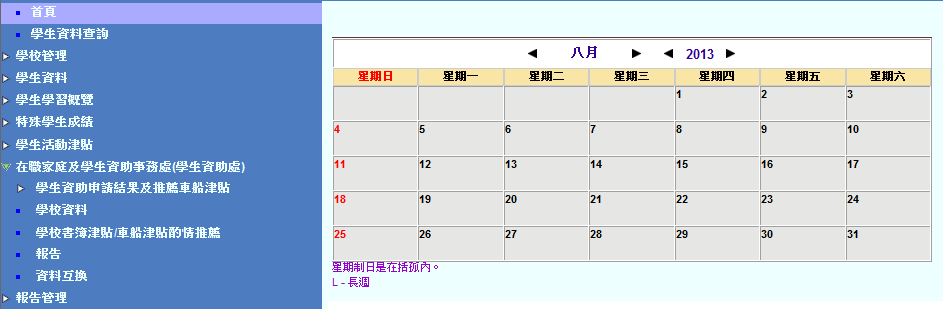 首頁
學生資料查詢
學校管理
學生資料
學生學習概覽
特殊學生成績
學生活動津貼
在職家庭及學生資助事務處(學生資助處)
學生資助申請結果及推薦車船津貼
學校資料
學校書簿津貼/車船津貼酌情推薦
報告
資料互換
報告管理
八月 2013
星期日 星期一 星期二 星期三 星期四 星期五 星期六
1 2 3
4 5 6 7 8 9 10
11 12 13 14 15 16 17
18 19 20 21 22 23 24
25 26 27 28 29 30 31
星期制日是在括孤內。
L - 長週